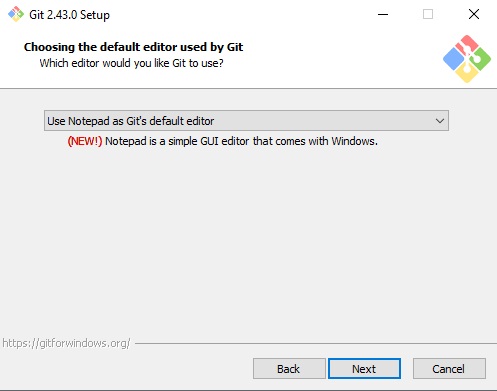 Git 2.43.0 Setup
Choosing the default editor used by Git
Which editor would you like Git to use?
Use Notepad as Git's default editor
(NEW!) Notepad is a simple GUI editor that comes with Windows.
https://gitforwindows.org/
Back
Next
Cancel